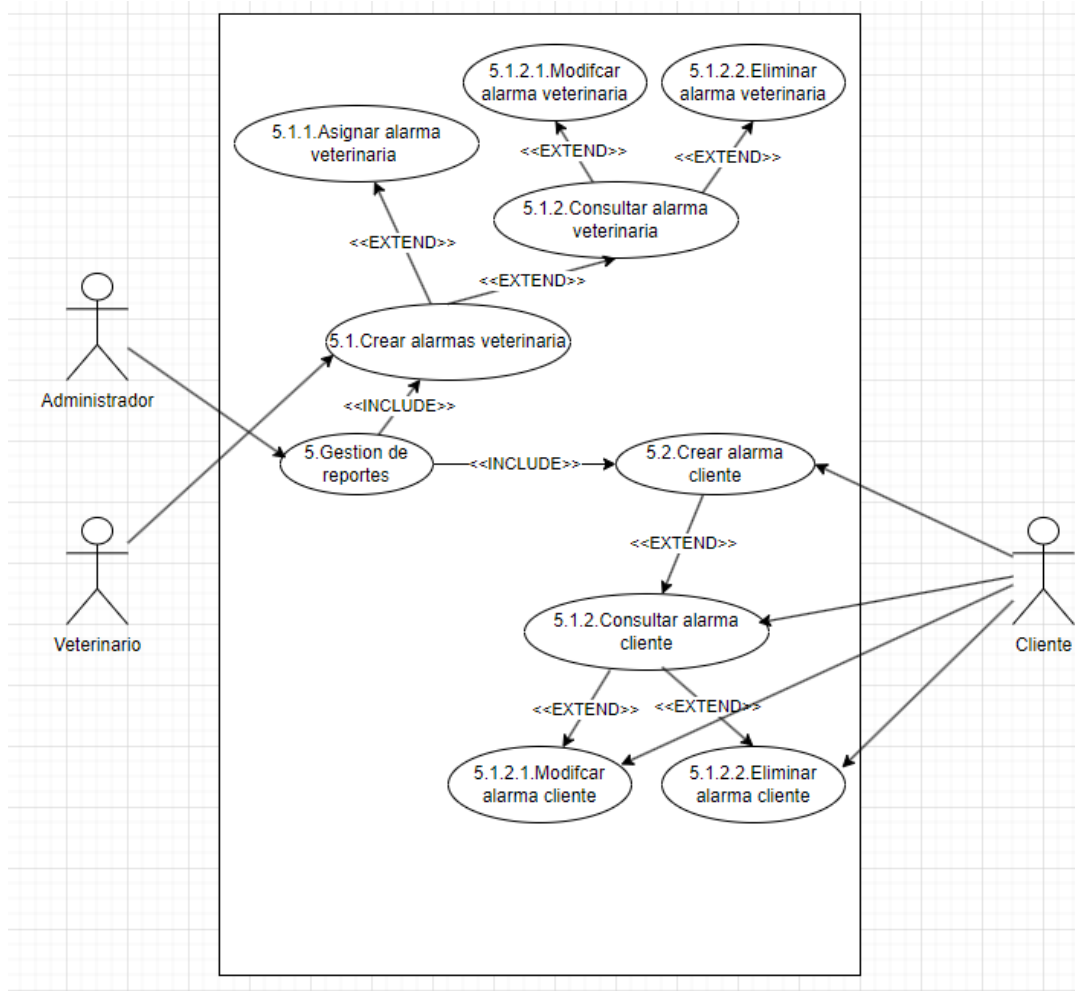 5.1.2.1.Modifcar
alarma veterinaria
5.1.2.2.Eliminar
alarma veterinaria
5.1.1.Asignar alarma
veterinaria
<<EXTEND>>
<<EXTEND>>
5.1.2.Consultar alarma
veterinaria
<<EXTEND>>
<<EXTEND>>
5.1.Crear alarmas veterinaria
Administrador
<<INCLUDE>>
5.Gestion de
reportes
<<INCLUDE>>
5.2.Crear alarma
cliente
<<EXTEND>>
5.1.2.Consultar alarma
cliente
Veterinario
Cliente
<<EXTEND>>
<<EXTEND>>
5.1.2.1.Modifcar
alarma cliente
5.1.2.2.Eliminar
alarma cliente